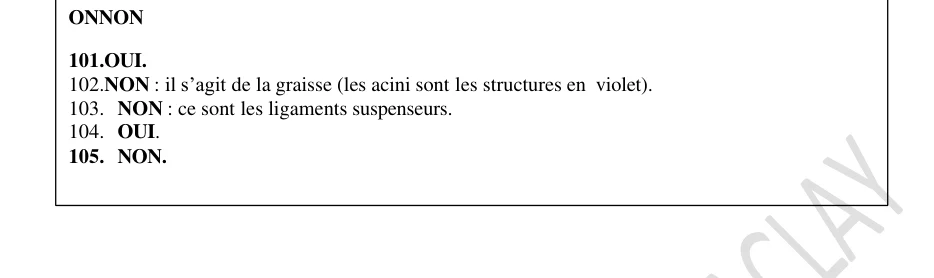 ONNON
101.OUI.
102.NON : il s’agit de la graisse (les acini sont les structures en  violet).
103.  NON : ce sont les ligaments suspenseurs.
104.  OUI.
105.  NON.
CLAY